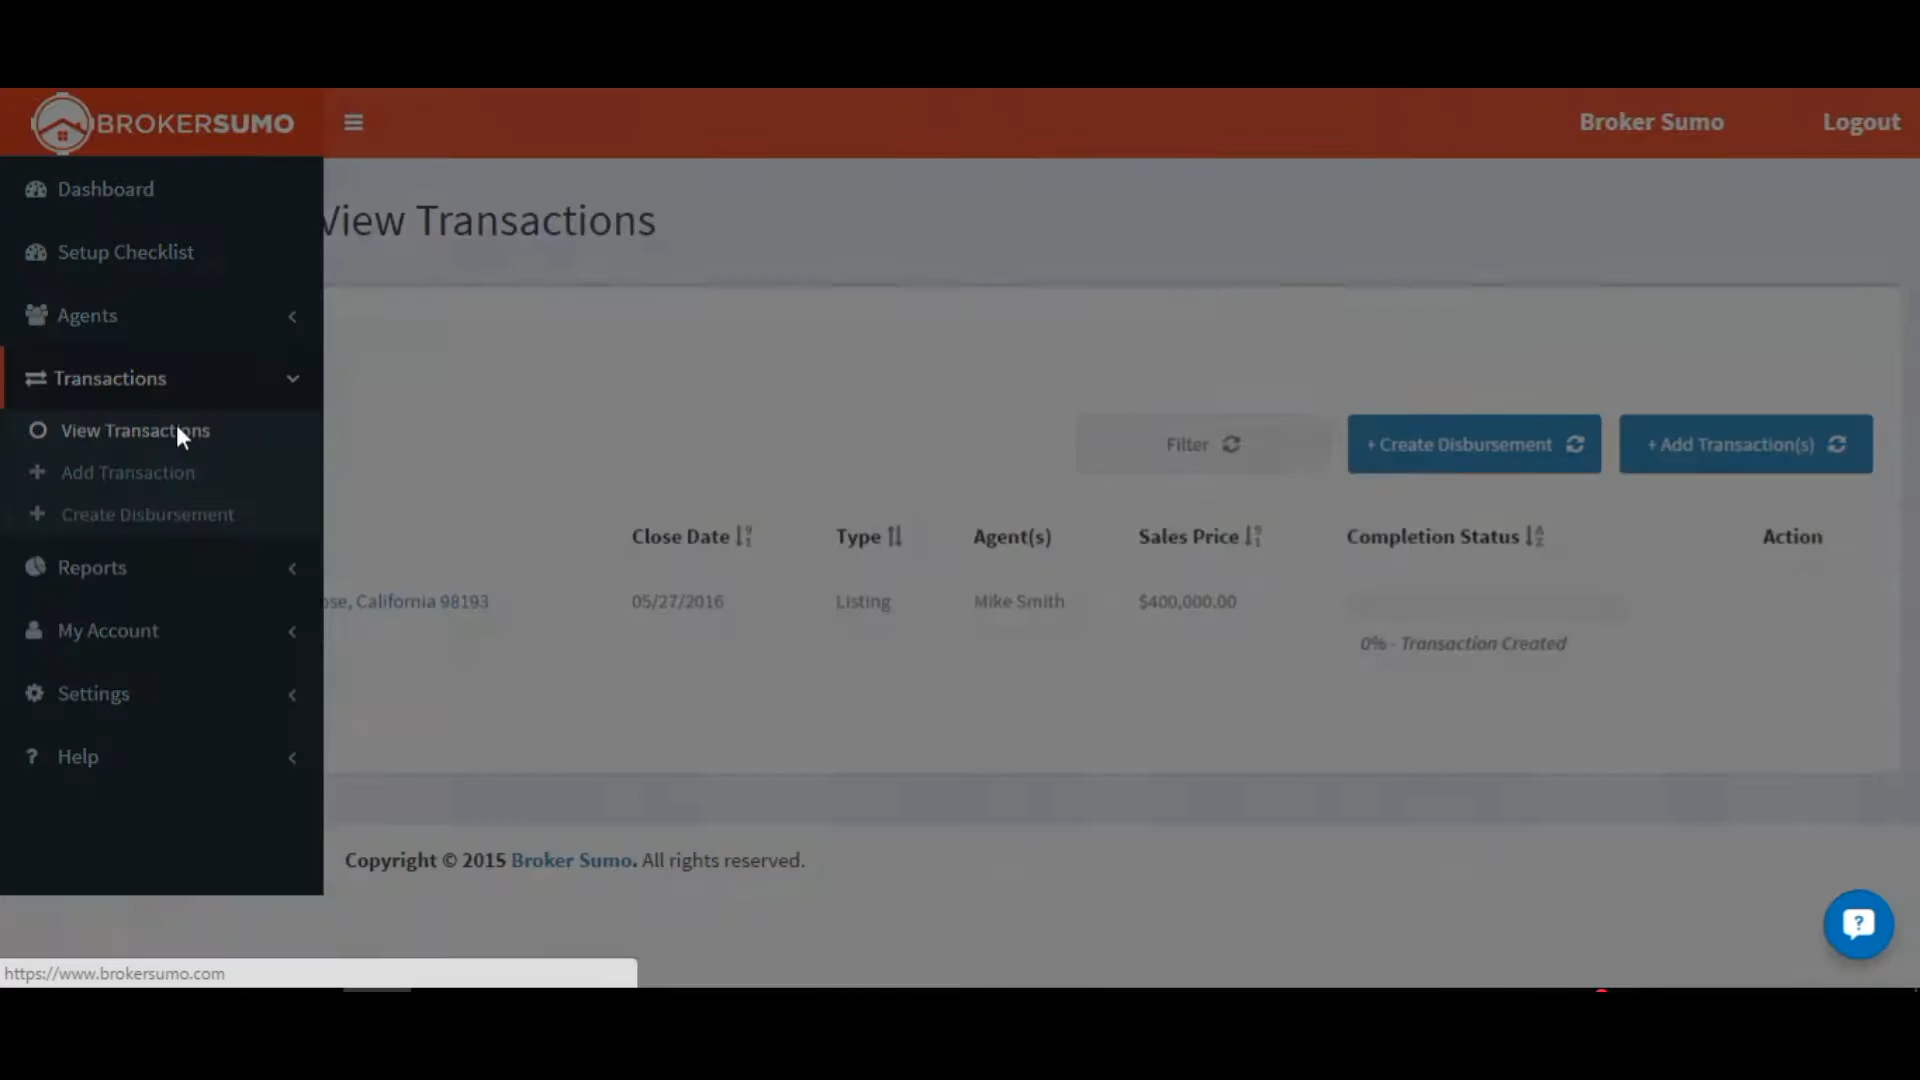 BROKERSUMO
Broker Sumo
Logout
Dashboard
Setup Checklist
Agents
Transactions
View Transactions
Add Transaction
Create Disbursement
Reports
My Account
Settings
? Help
View Transactions
Filter
+ Create Disbursement
+ Add Transaction(s)
Close Date
Type
Agent(s)
Sales Price
Completion Status
Action
California 98193
05/27/2016
Listing
Mike Smith
$400,000.00
0% - Transaction Created
Copyright © 2015 Broker Sumo. All rights reserved.
https://www.brokersumo.com